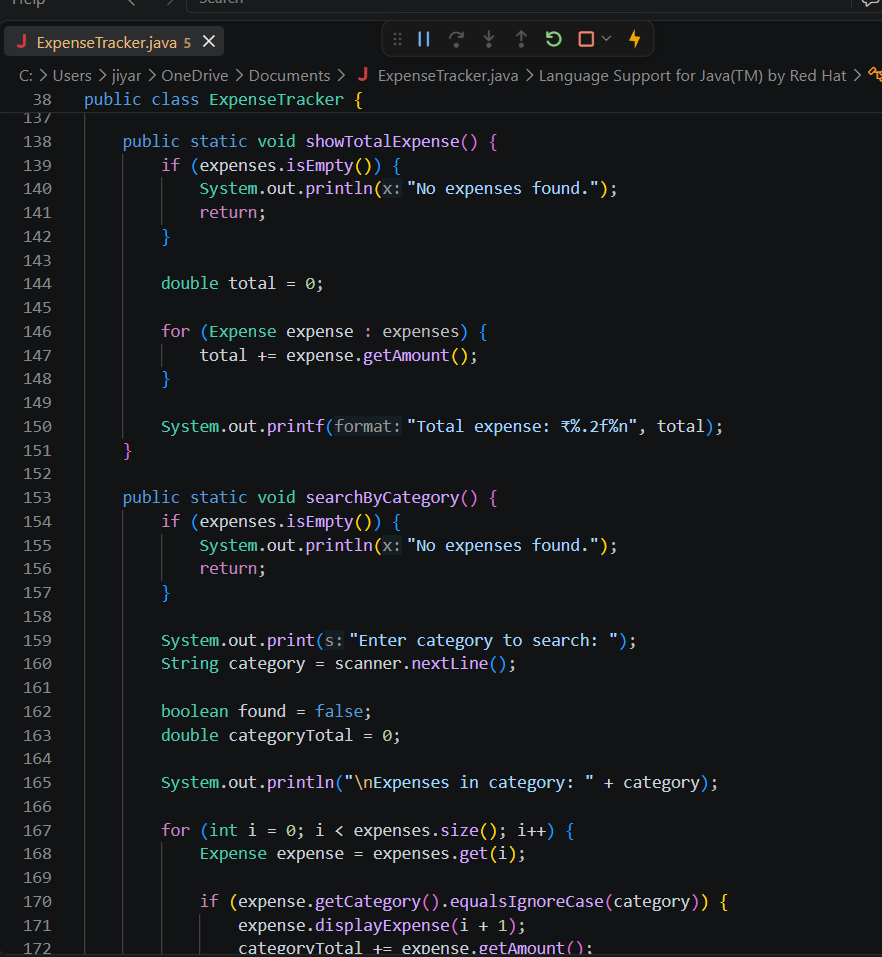 Help
Search
ExpenseTracker.java 5
C: > Users > jiyar > OneDrive > Documents > ExpenseTracker.java > Language Support for Java(TM) by Red Hat >
38 public class ExpenseTracker {
137
138 public static void showTotalExpense() {
139 if (expenses.isEmpty()) {
140 System.out.println(x: "No expenses found.");
141 return;
142 }
143
144 double total = 0;
145
146 for (Expense expense : expenses) {
147 total += expense.getAmount();
148 }
149
150 System.out.printf(format: "Total expense: ₹%.2f%n", total);
151 }
152
153 public static void searchByCategory() {
154 if (expenses.isEmpty()) {
155 System.out.println(x: "No expenses found.");
156 return;
157 }
158
159 System.out.print(s: "Enter category to search: ");
160 String category = scanner.nextLine();
161
162 boolean found = false;
163 double categoryTotal = 0;
164
165 System.out.println("\nExpenses in category: " + category);
166
167 for (int i = 0; i < expenses.size(); i++) {
168 Expense expense = expenses.get(i);
169
170 if (expense.getCategory().equalsIgnoreCase(category)) {
171 expense.displayExpense(i + 1);
172 categoryTotal += expense.getAmount();